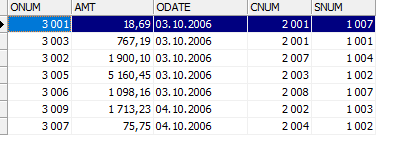 ONUM AMT ODATE CNUM SNUM
3 001 18,69 03.10.2006 2 001 1 007
3 003 767,19 03.10.2006 2 001 1 001
3 002 1 900,10 03.10.2006 2 007 1 004
3 005 5 160,45 03.10.2006 2 003 1 002
3 006 1 098,16 03.10.2006 2 008 1 007
3 009 1 713,23 04.10.2006 2 002 1 003
3 007 75,75 04.10.2006 2 004 1 002